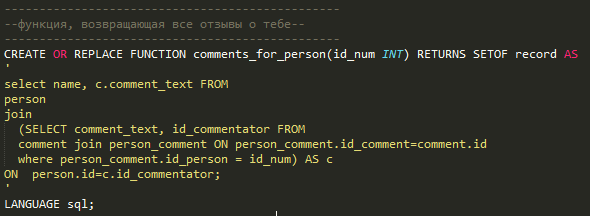 ------------------------------------------------
--функция, возвращающая все отзывы о тебе--
------------------------------------------------
CREATE OR REPLACE FUNCTION comments_for_person(id_num INT) RETURNS SETOF record AS
'
select name, c.comment_text FROM
person
join
  (SELECT comment_text, id_commentator FROM
  comment join person_comment ON person_comment.id_comment=comment.id
  where person_comment.id_person = id_num) AS c
ON  person.id=c.id_commentator;
'
LANGUAGE sql;